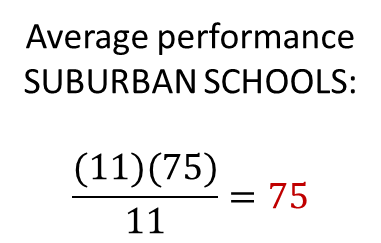 Average performance
SUBURBAN SCHOOLS:
(11)(75)
11
= 75